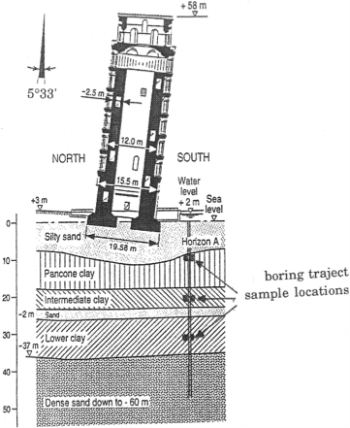 +58 m
5°33'
~2.5 m
12.0 m
NORTH
SOUTH
15.5 m
Water
level
Sea
level
+3 m
+2 m
0
Silty sand
19.58 m
Horizon A
10
Pancone clay
boring traject
sample locations
20
Intermediate clay
-2 m
Sand
30
Lower clay
-37 m
40
Dense sand down to - 60 m
50